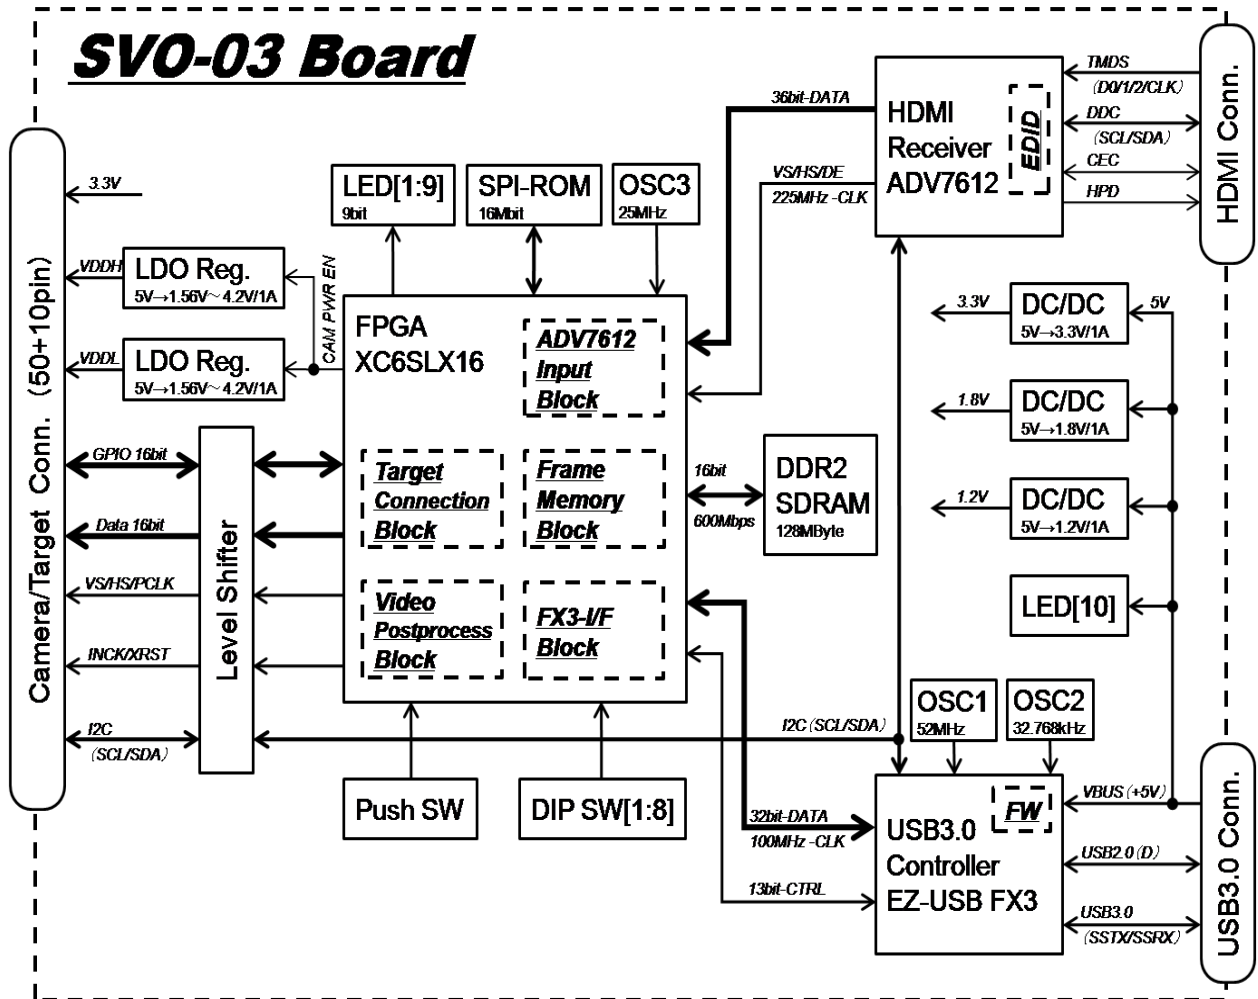 SVO-03 Board
Camera/Target Conn. (50+10pin)
3.3V
VDDH
LDO Reg.
5V→1.56V～4.2V/1A
VDDL
LDO Reg.
5V→1.56V～4.2V/1A
CAM PWR EN
GPIO 16bit
Data 16bit
VS/HS/PCLK
INCK/XRST
I2C
(SCL/SDA)
Level Shifter
LED[1:9]
9bit
SPI-ROM
16Mbit
OSC3
25MHz
FPGA
XC6SLX16
ADV7612
Input
Block
Target
Connection
Block
Frame
Memory
Block
Video
Postprocess
Block
FX3-I/F
Block
Push SW
DIP SW[1:8]
36bit-DATA
VS/HS/DE
225MHz -CLK
16bit
600Mbps
DDR2
SDRAM
128MByte
I2C (SCL/SDA)
32bit-DATA
100MHz -CLK
13bit-CTRL
HDMI
Receiver
ADV7612
EDID
TMDS
(D0/1/2/CLK)
DDC
(SCL/SDA)
CEC
HPD
HDMI Conn.
3.3V
DC/DC
5V→3.3V/1A
5V
1.8V
DC/DC
5V→1.8V/1A
1.2V
DC/DC
5V→1.2V/1A
LED[10]
OSC1
52MHz
OSC2
32.768kHz
FW
USB3.0
Controller
EZ-USB FX3
VBUS (+5V)
USB2.0 (D)
USB3.0
(SSTX/SSRX)
USB3.0 Conn.